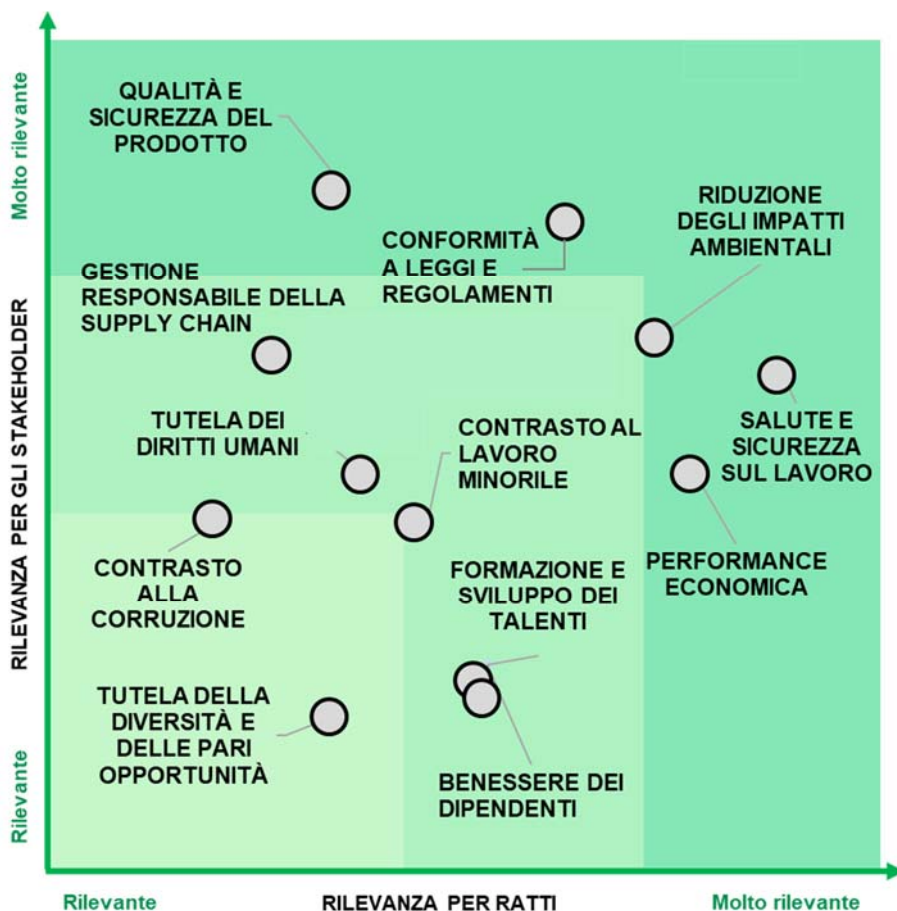 Molto rilevante
RILEVANZA PER GLI STAKEHOLDER
Rilevante
QUALITÀ E
SICUREZZA DEL
PRODOTTO
CONFORMITÀ
A LEGGI E
REGOLAMENTI
RIDUZIONE
DEGLI IMPATTI
AMBIENTALI
GESTIONE
RESPONSABILE DELLA
SUPPLY CHAIN
TUTELA DEI
DIRITTI UMANI
CONTRASTO AL
LAVORO
MINORILE
SALUTE E
SICUREZZA
SUL LAVORO
CONTRASTO
ALLA
CORRUZIONE
FORMAZIONE E
SVILUPPO DEI
TALENTI
PERFORMANCE
ECONOMICA
TUTELA DELLA
DIVERSITÀ E
DELLE PARI
OPPORTUNITÀ
BENESSERE DEI
DIPENDENTI
Rilevante
RILEVANZA PER RATTI
Molto rilevante